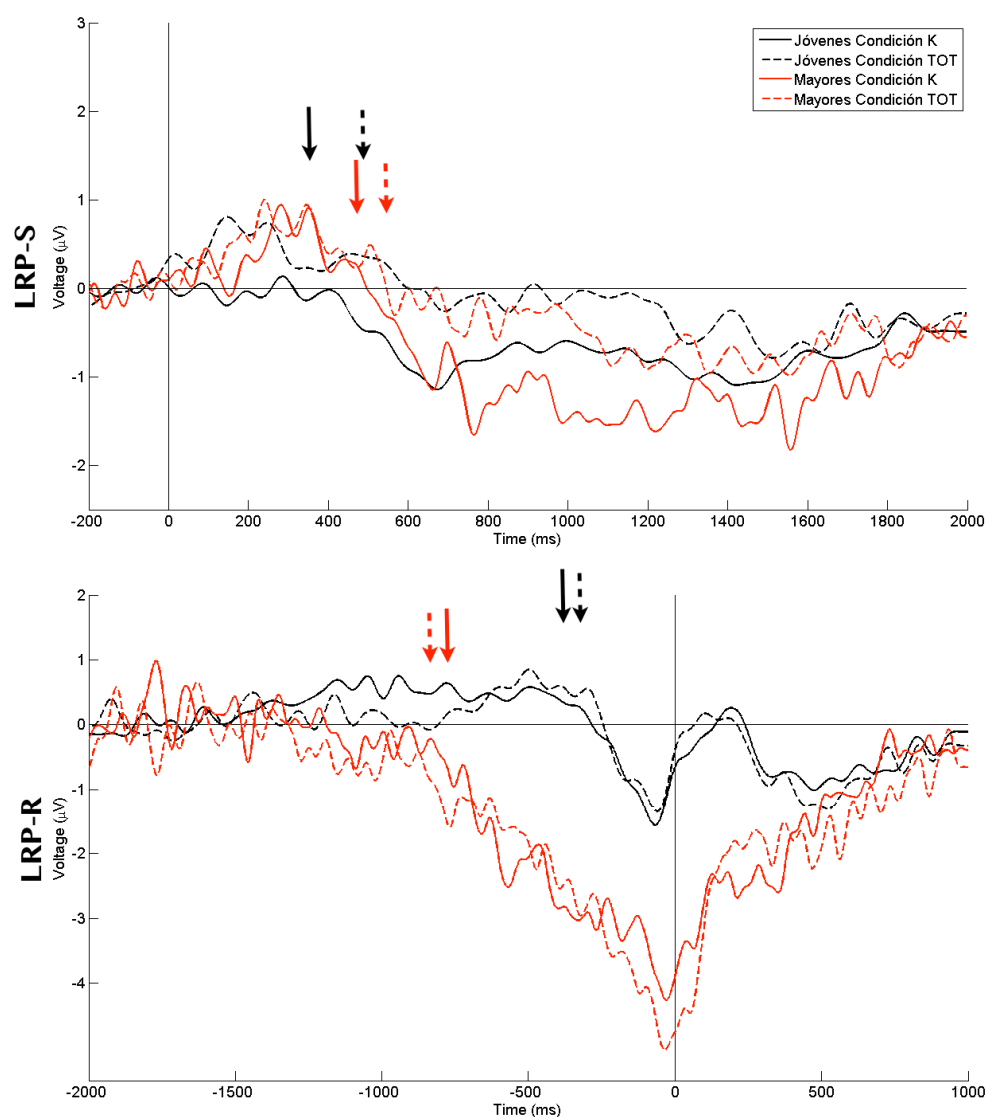 3
2
1
0
-1
-2
LRP-S
Voltage (μV)
Jóvenes Condición K
Jóvenes Condición TOT
Mayores Condición K
Mayores Condición TOT
-200 0 200 400 600 800 1000 1200 1400 1600 1800 2000
Time (ms)
2
1
0
-1
-2
-3
-4
LRP-R
Voltage (μV)
-2000 -1500 -1000 -500 0 500 1000
Time (ms)